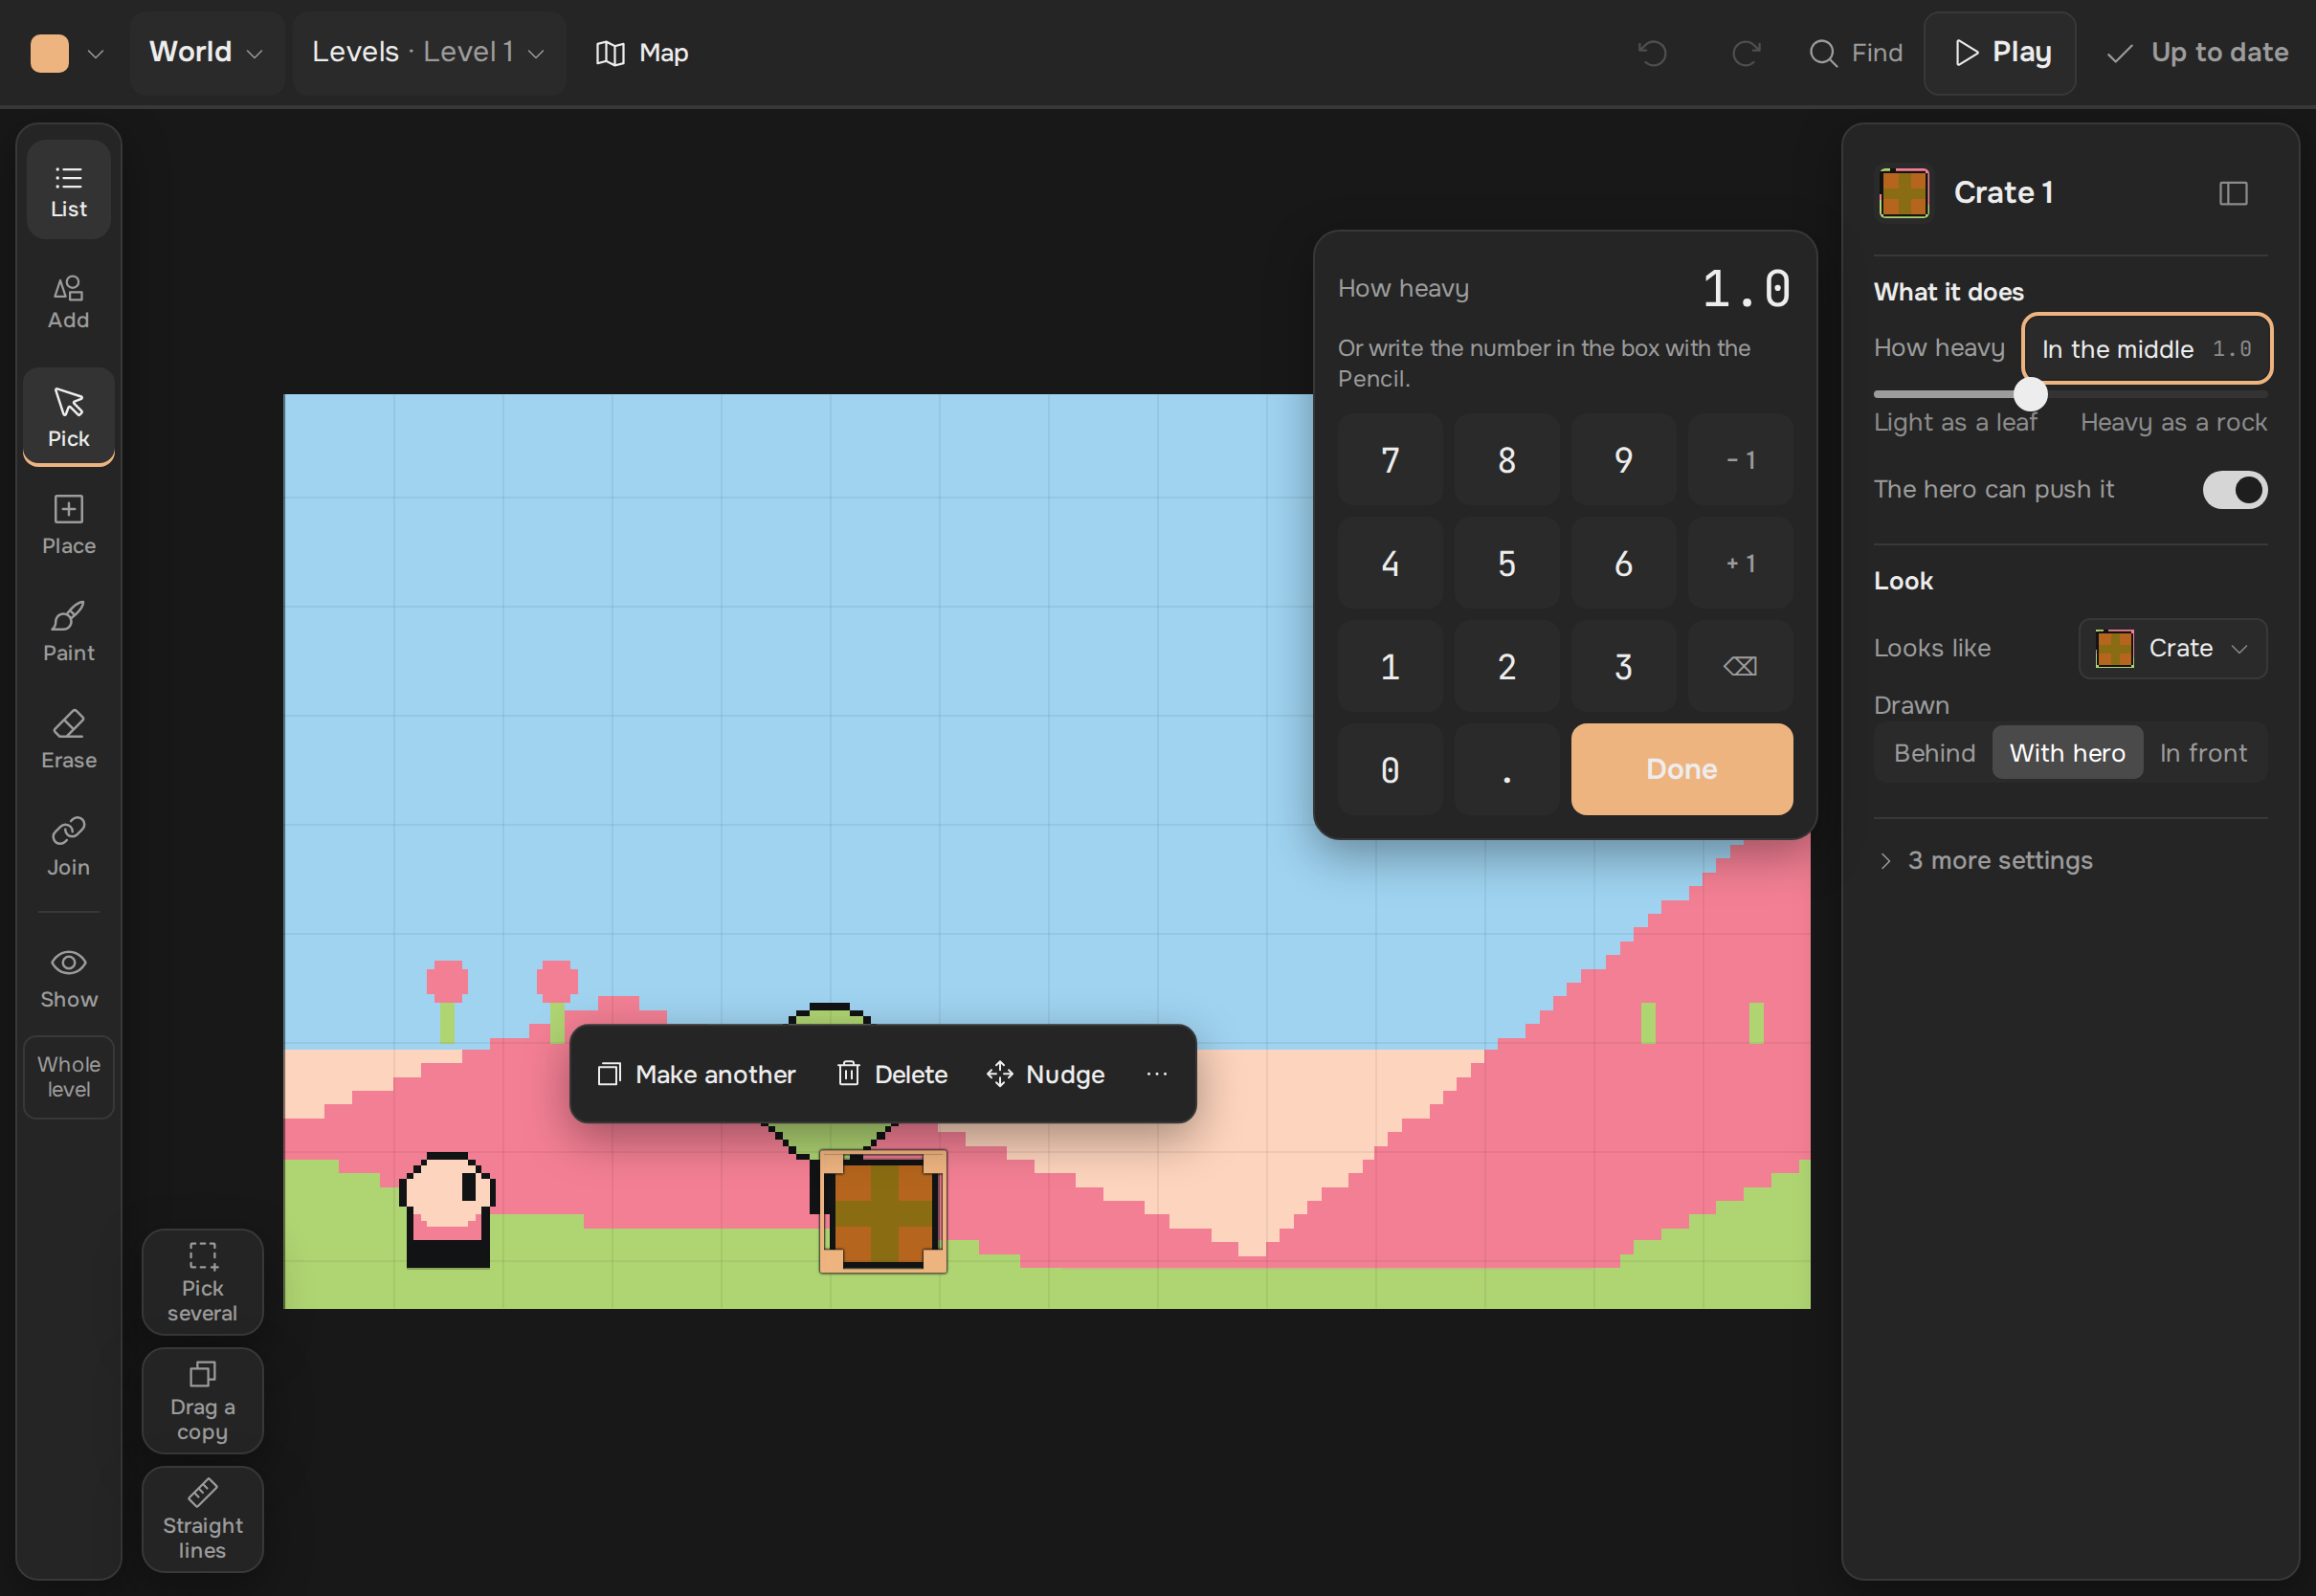 World
Levels · Level 1
Map
Find
Play
Up to date
List
Add
Pick
Place
Paint
Erase
Join
Show
Whole
level
Pick
several
Drag a
copy
Straight
lines
How heavy
1.0
Or write the number in the box with the
Pencil.
7 8 9 - 1
4 5 6 + 1
1 2 3
0 . Done
Make another
Delete
Nudge
Crate 1
What it does
How heavy
In the middle 1.0
Light as a leaf
Heavy as a rock
The hero can push it
Look
Looks like
Crate
Drawn
Behind
With hero
In front
3 more settings